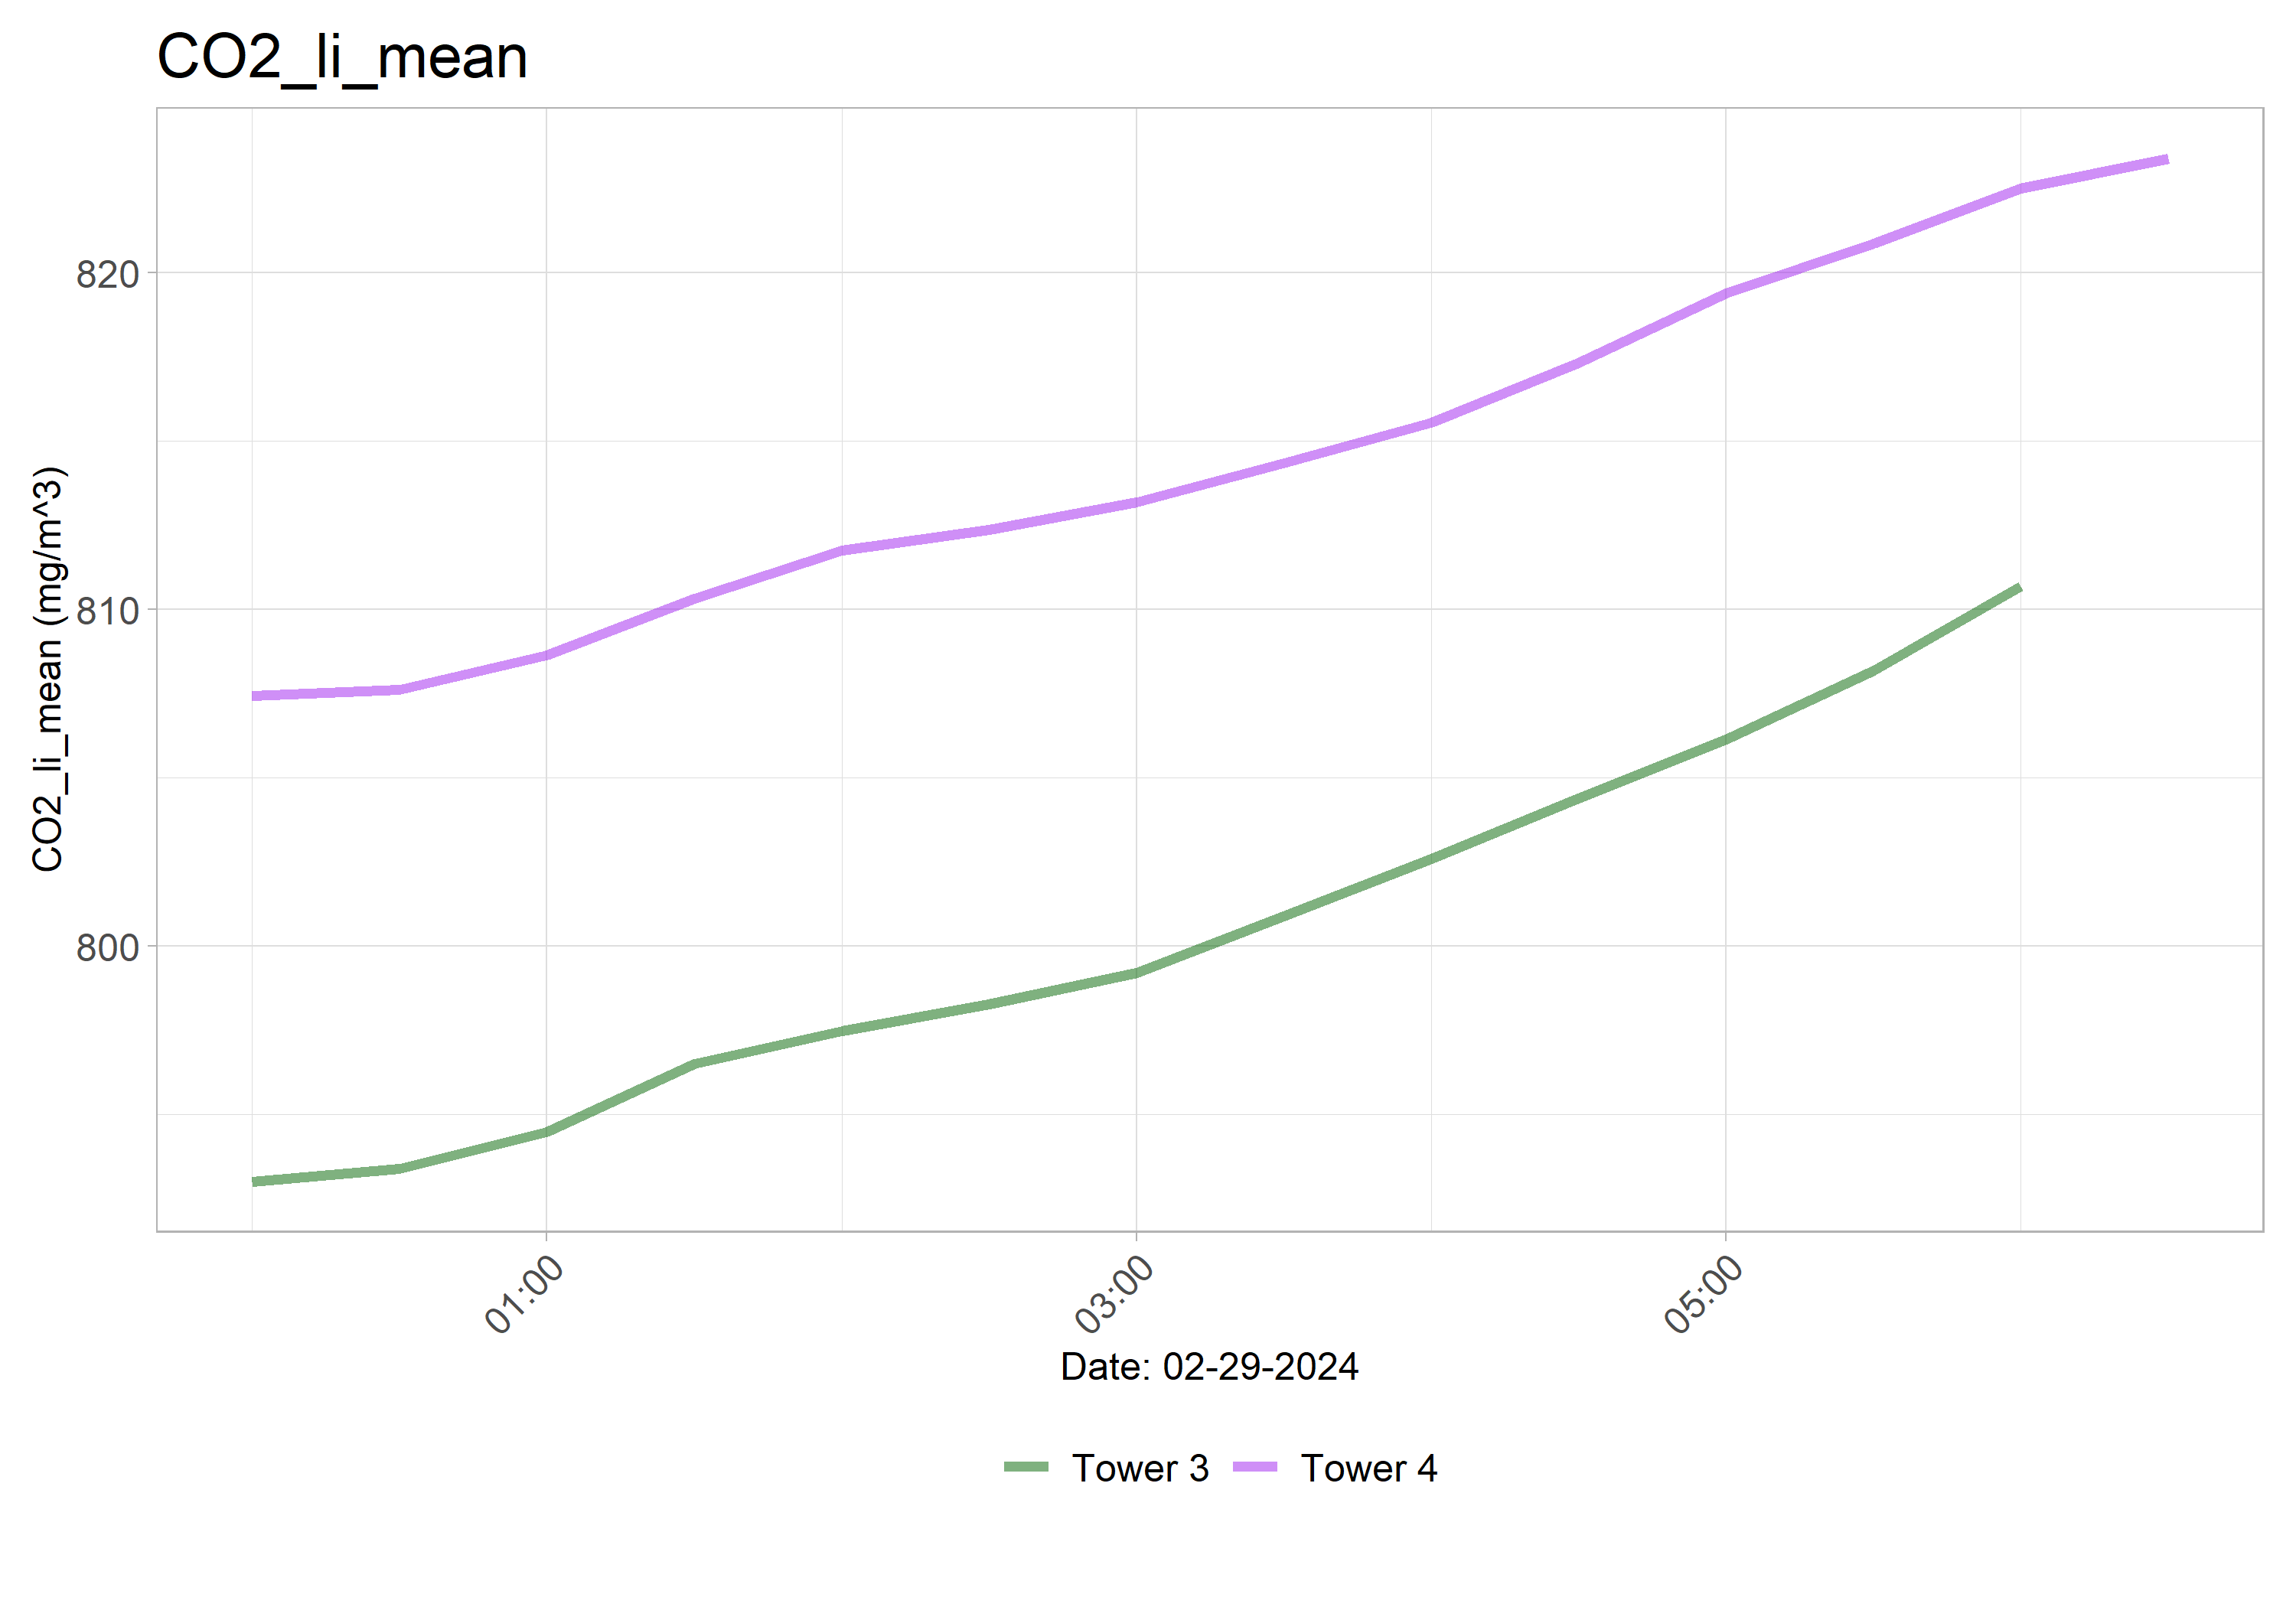 CO2_li_mean
CO2_li_mean (mg/m^3)
820
810
800
01:00
03:00
05:00
Date: 02-29-2024
Tower 3
Tower 4